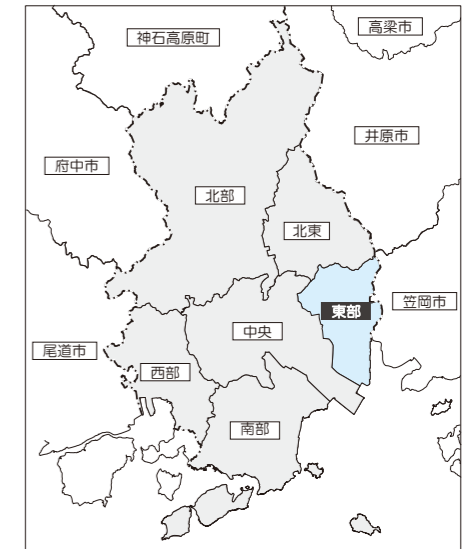 高梁市
神石高原町
井原市
府中市
北部
北東
笠岡市
東部
中央
尾道市
西部
南部